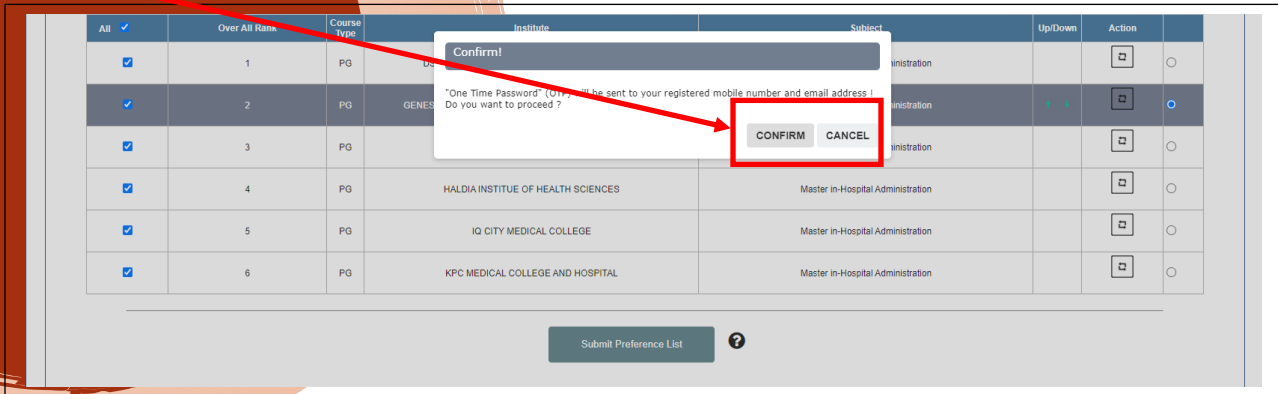 All Over All Rank Course Type Institute Subject Up/Down Action
1 PG ministration
Confirm!
"One Time Password" (OTP) will be sent to your registered mobile number and email address !
Do you want to proceed ?
CONFIRM CANCEL
2 PG GENES ministration
3 PG ministration
4 PG HALDIA INSTITUE OF HEALTH SCIENCES Master in-Hospital Administration
5 PG IQ CITY MEDICAL COLLEGE Master in-Hospital Administration
6 PG KPC MEDICAL COLLEGE AND HOSPITAL Master in-Hospital Administration
Submit Preference List ?